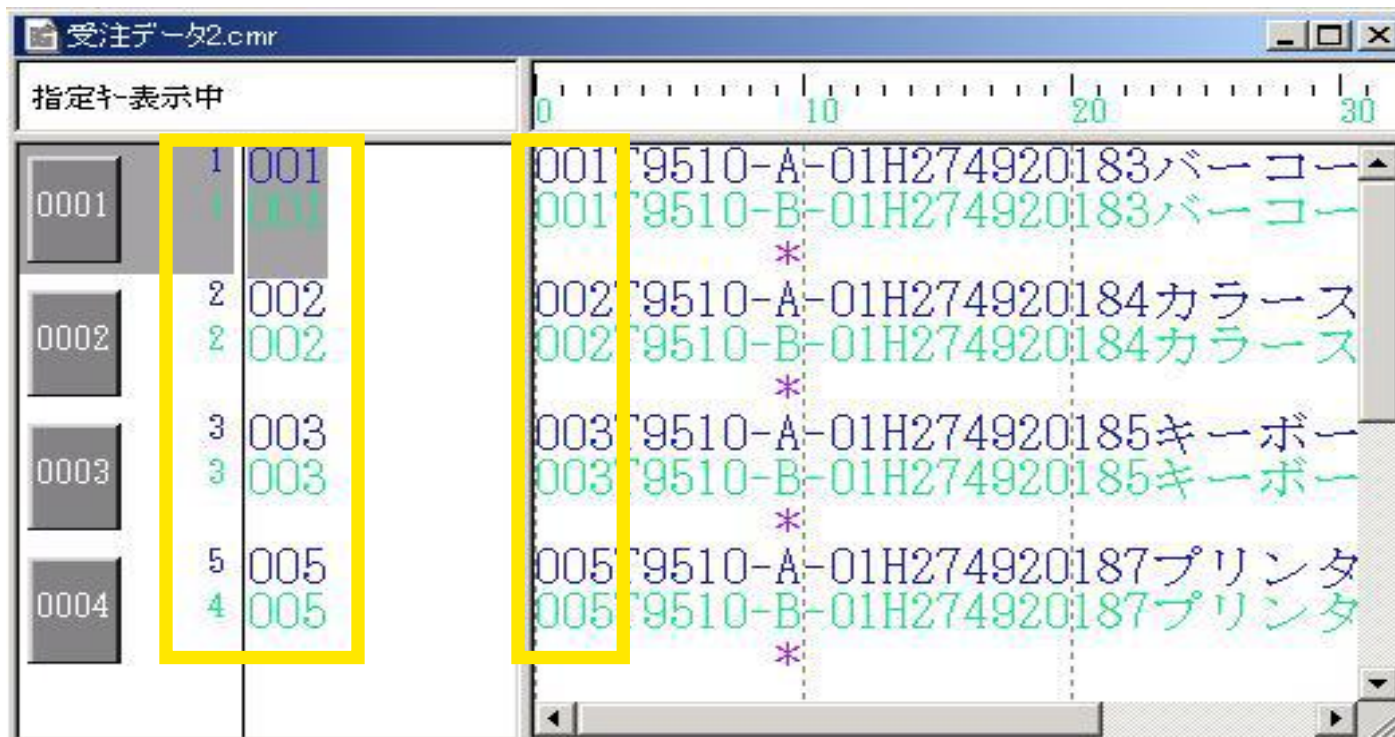 受注データ2.cmr
指定キー表示中
0 10 20 30
0001 1 001 001T9510-A-01H274920183バーコー
1 001 001T9510-B-01H274920183バーコー
*
2 002 002T9510-A-01H274920184カラース
0002 2 002 002T9510-B-01H274920184カラース
*
3 003 003T9510-A-01H274920185キーボー
0003 3 003 003T9510-B-01H274920185キーボー
*
5 005 005T9510-A-01H274920187プリンタ
0004 4 005 005T9510-B-01H274920187プリンタ
*